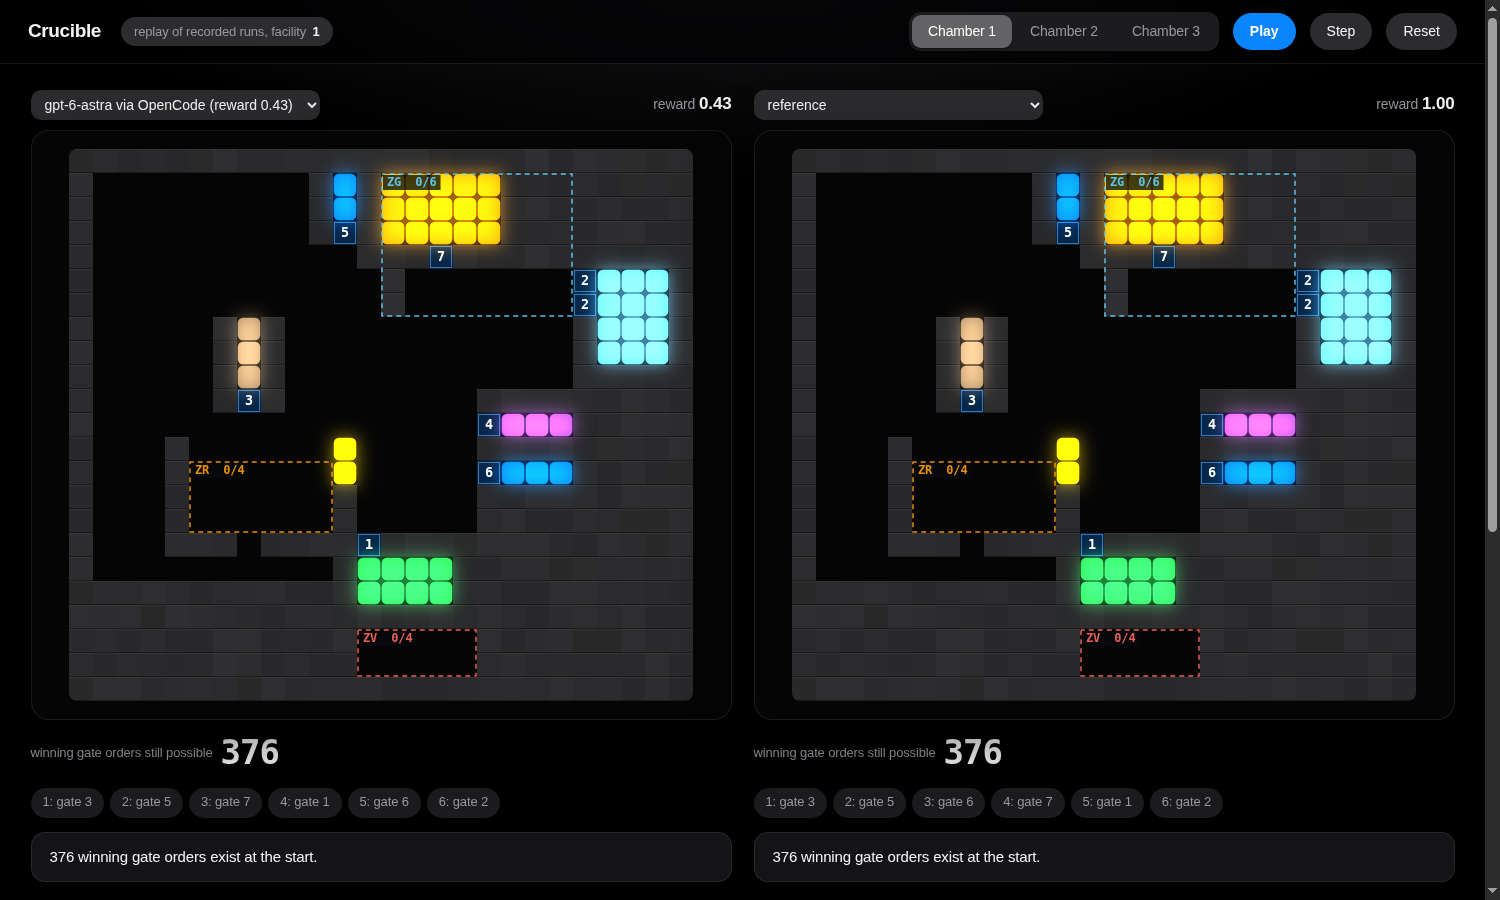 Crucible
replay of recorded runs, facility 1
Chamber 1
Chamber 2
Chamber 3
Play
Step
Reset
gpt-6-astra via OpenCode (reward 0.43)
reward 0.43
ZG 0/6
5
7
2
2
3
4
ZR 0/4
6
1
ZV 0/4
winning gate orders still possible 376
1: gate 3
2: gate 5
3: gate 7
4: gate 1
5: gate 6
6: gate 2
376 winning gate orders exist at the start.
reference
reward 1.00
ZG 0/6
5
7
2
2
3
4
ZR 0/4
6
1
ZV 0/4
winning gate orders still possible 376
1: gate 3
2: gate 5
3: gate 6
4: gate 7
5: gate 1
6: gate 2
376 winning gate orders exist at the start.